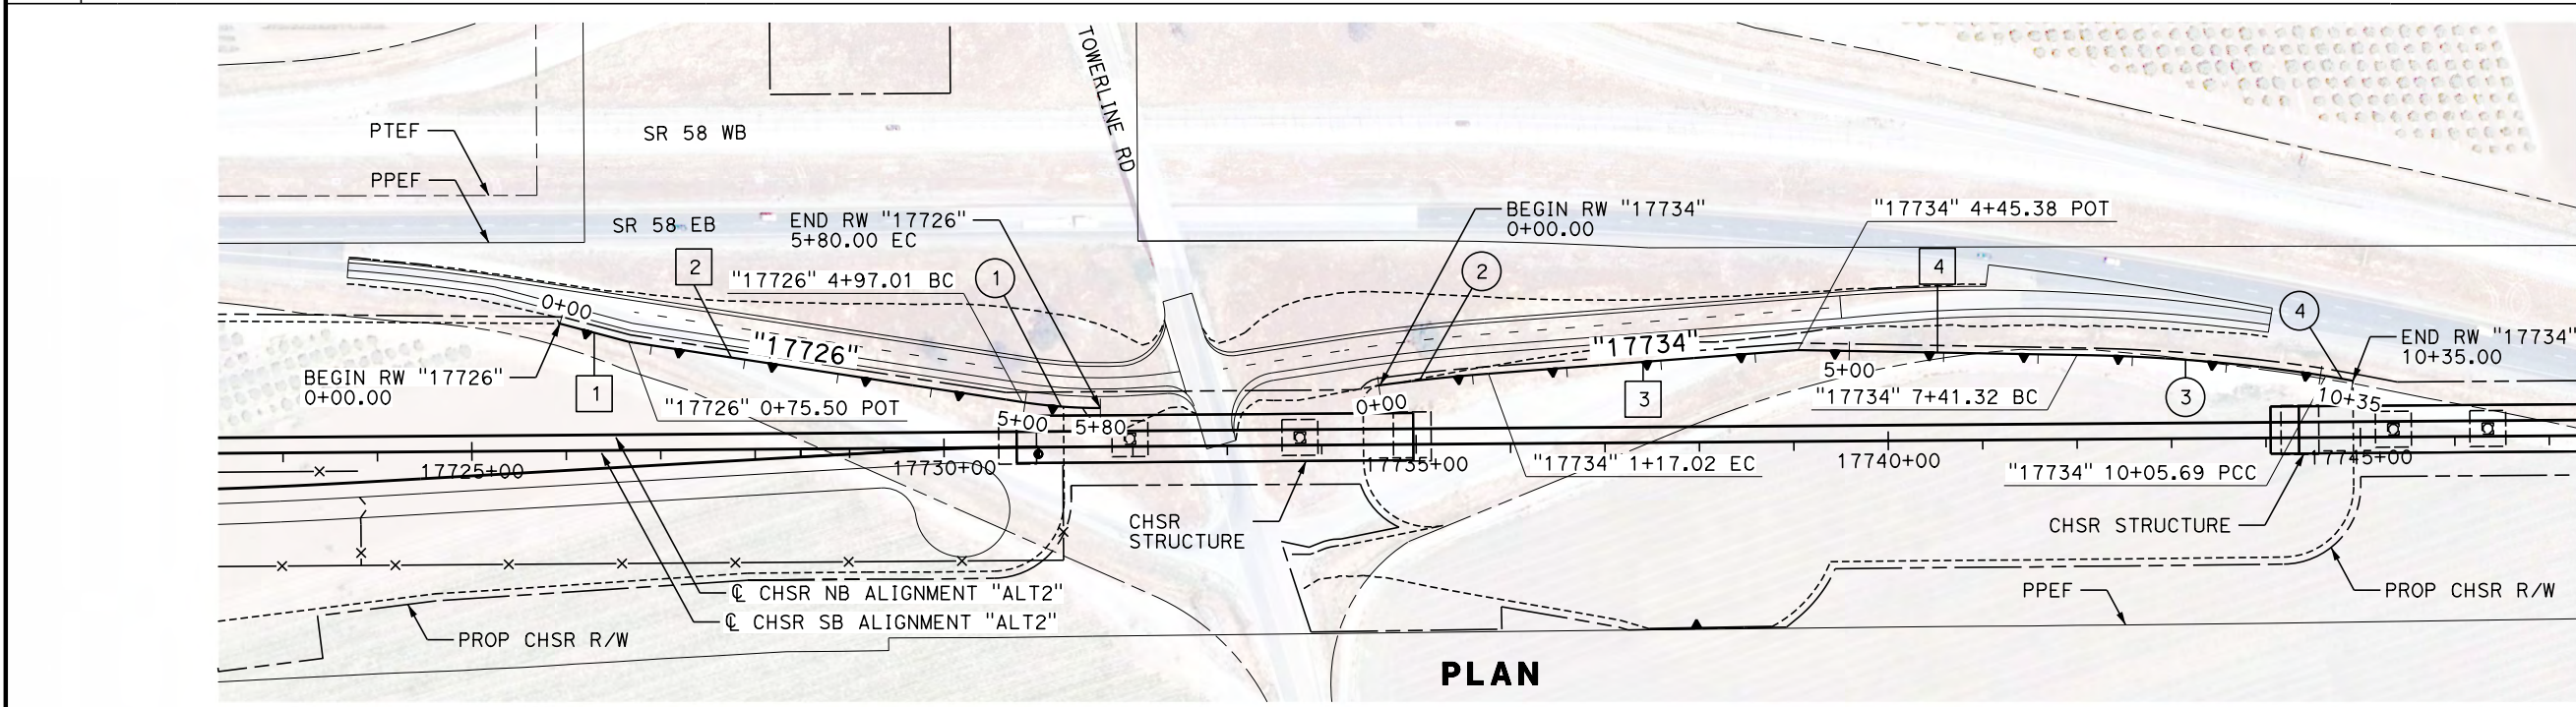 TOWERLINE RD
PTEF
SR 58 WB
PPEF
SR 58 EB
END RW "17726"
5+80.00 EC
BEGIN RW "17734"
0+00.00
"17734" 4+45.38 POT
2
"17726" 4+97.01 BC
1
2
4
4
0+00
"17726"
"17734"
END RW "17734"
10+35.00
BEGIN RW "17726"
0+00.00
1
"17726" 0+75.50 POT
5+00
5+80
0+00
3
5+00
"17734" 7+41.32 BC
3
10+35
17725+00
17730+00
17735+00
"17734" 1+17.02 EC
17740+00
"17734" 10+05.69 PCC
17745+00
CHSR
STRUCTURE
CHSR STRUCTURE
℄ CHSR NB ALIGNMENT "ALT2"
℄ CHSR SB ALIGNMENT "ALT2"
PROP CHSR R/W
PPEF
PROP CHSR R/W
PLAN